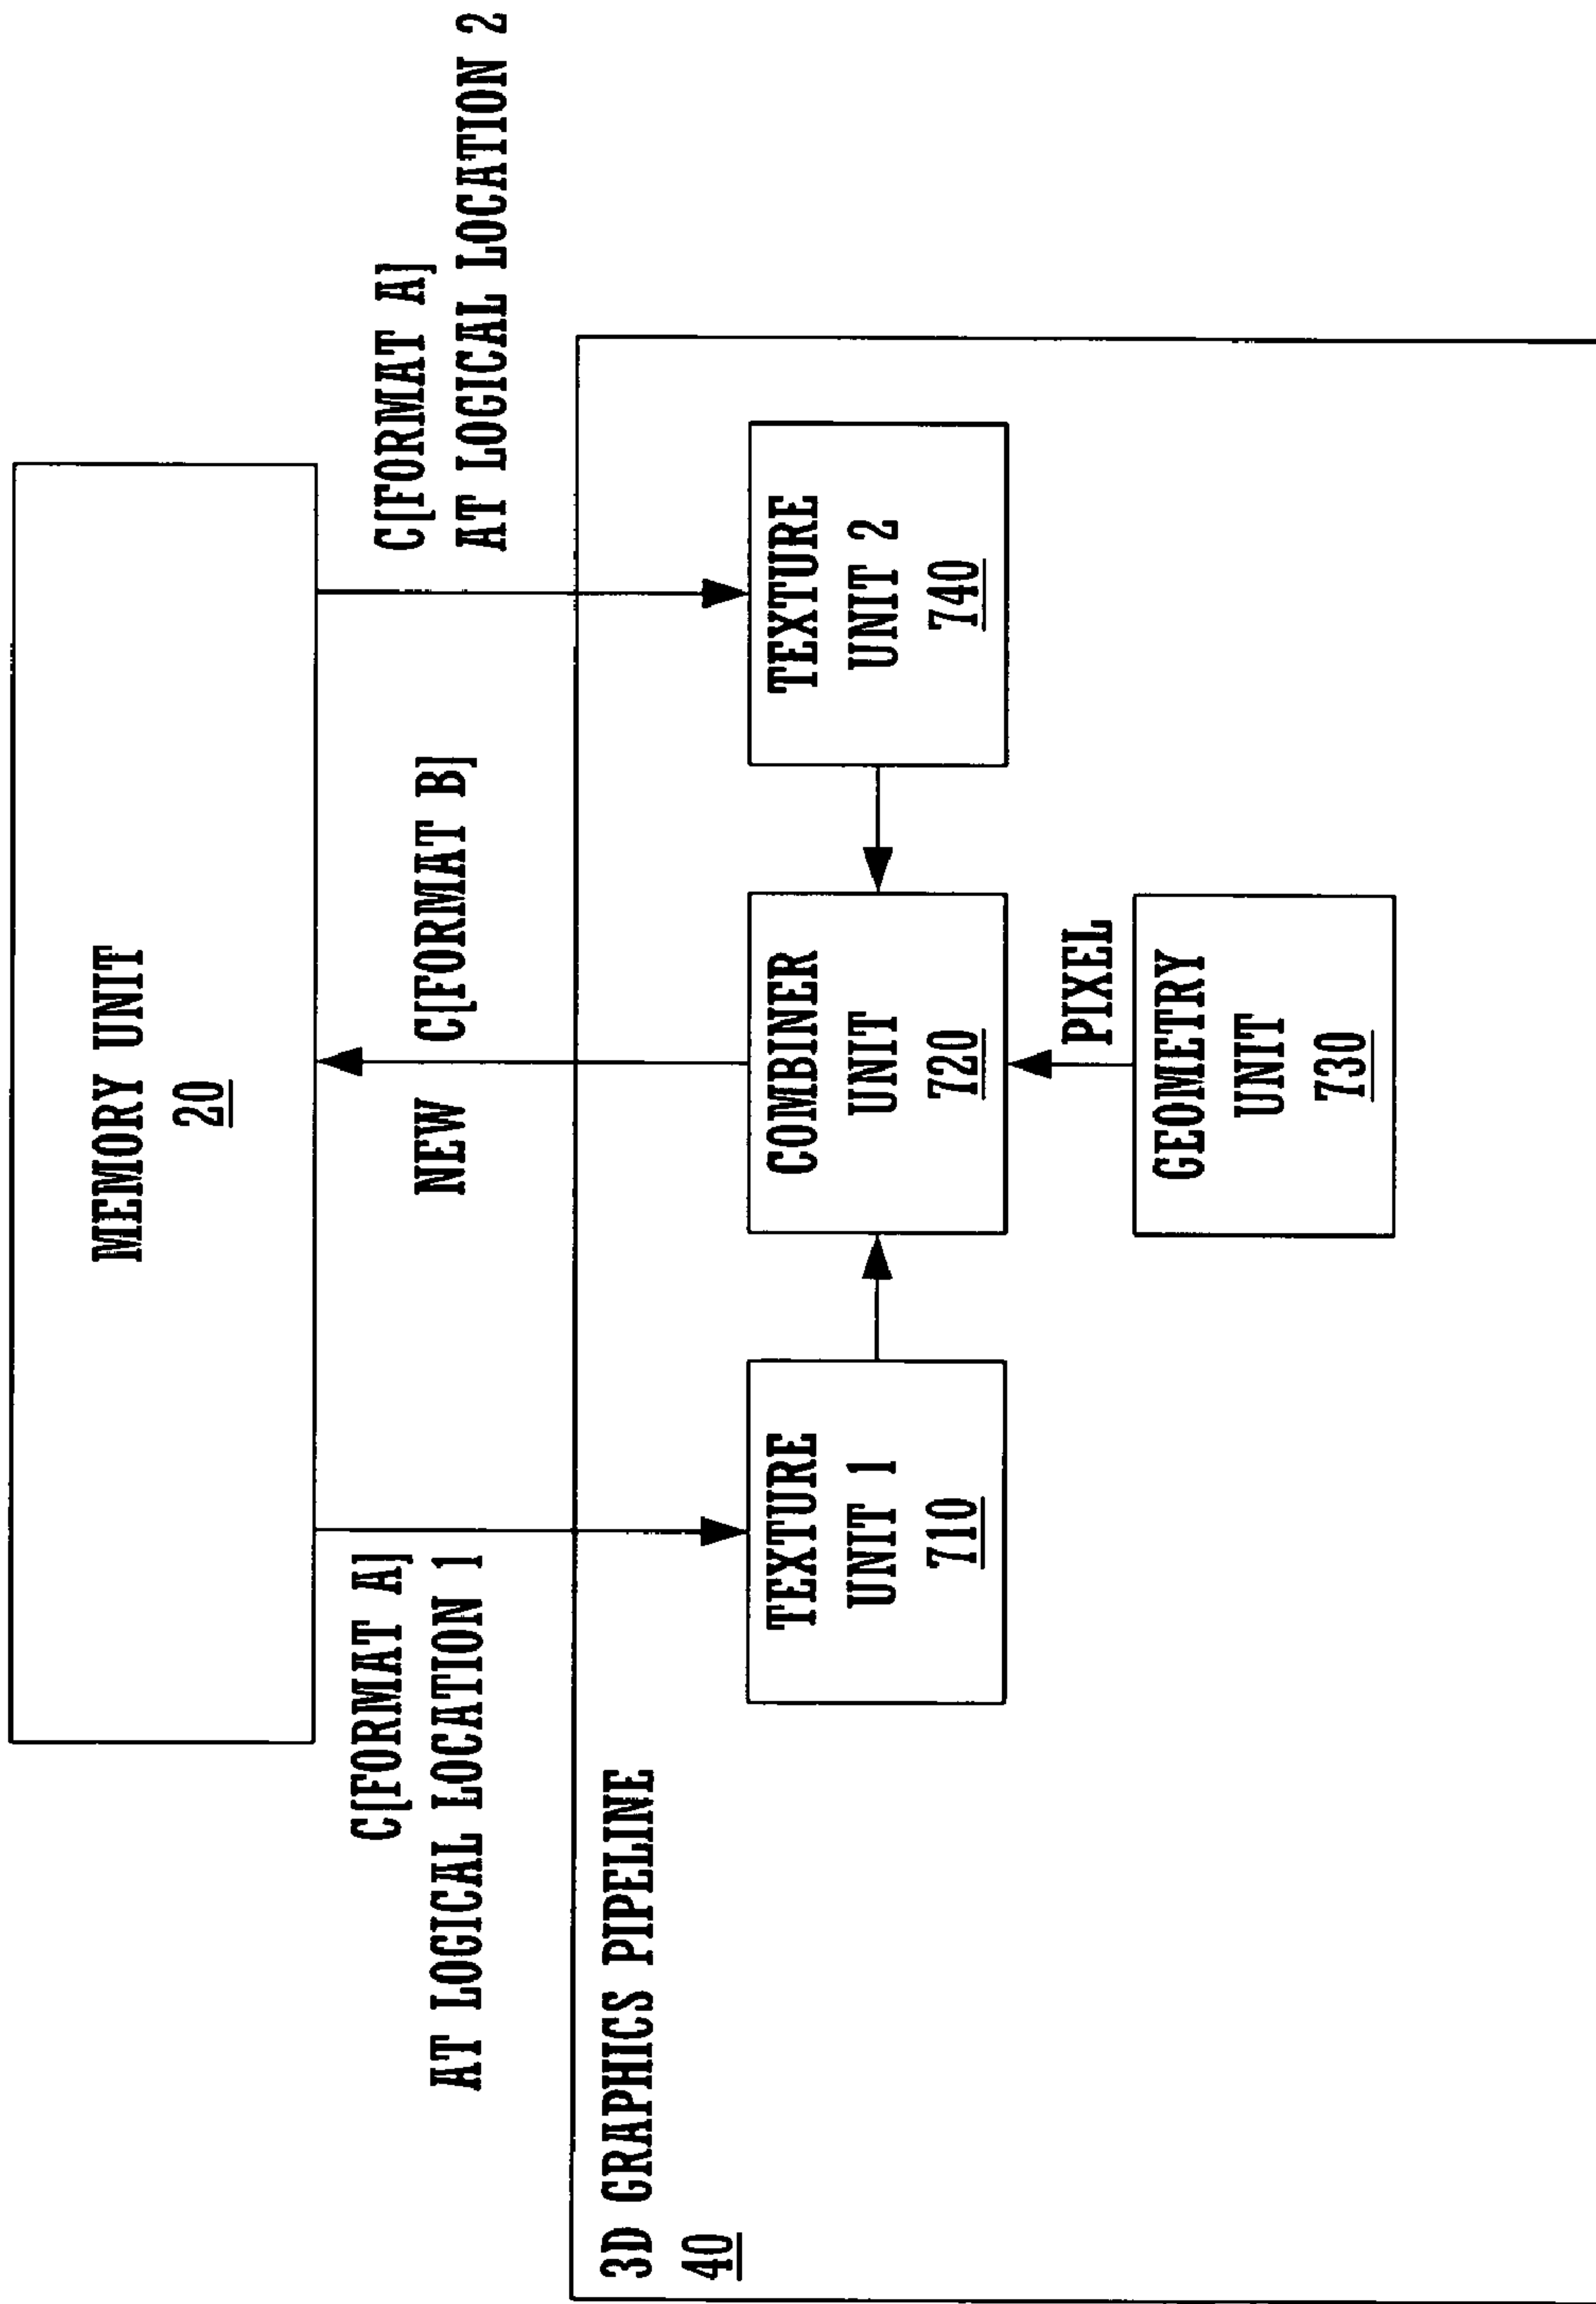 MEMORY UNIT
20
C[FORMAT A]
AT LOGICAL LOCATION 1
NEW C[FORMAT B]
C[FORMAT A]
AT LOGICAL LOCATION 2
3D GRAPHICS PIPELINE
40
TEXTURE
UNIT 1
710
COMBINER
UNIT
720
TEXTURE
UNIT 2
740
PIXEL
GEOMETRY
UNIT
730